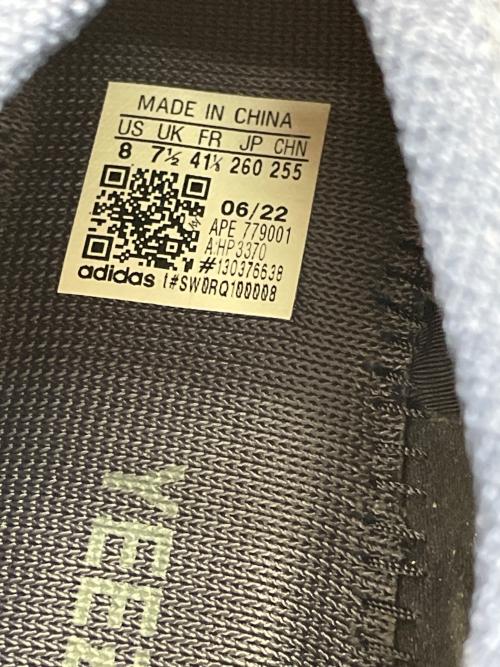 MADE IN CHINA
US UK FR JP CHN
8 7½ 41⅓ 260 255
06/22
APE 779001
A:HP3370
#130376638
adidas t#SW0RQ100008